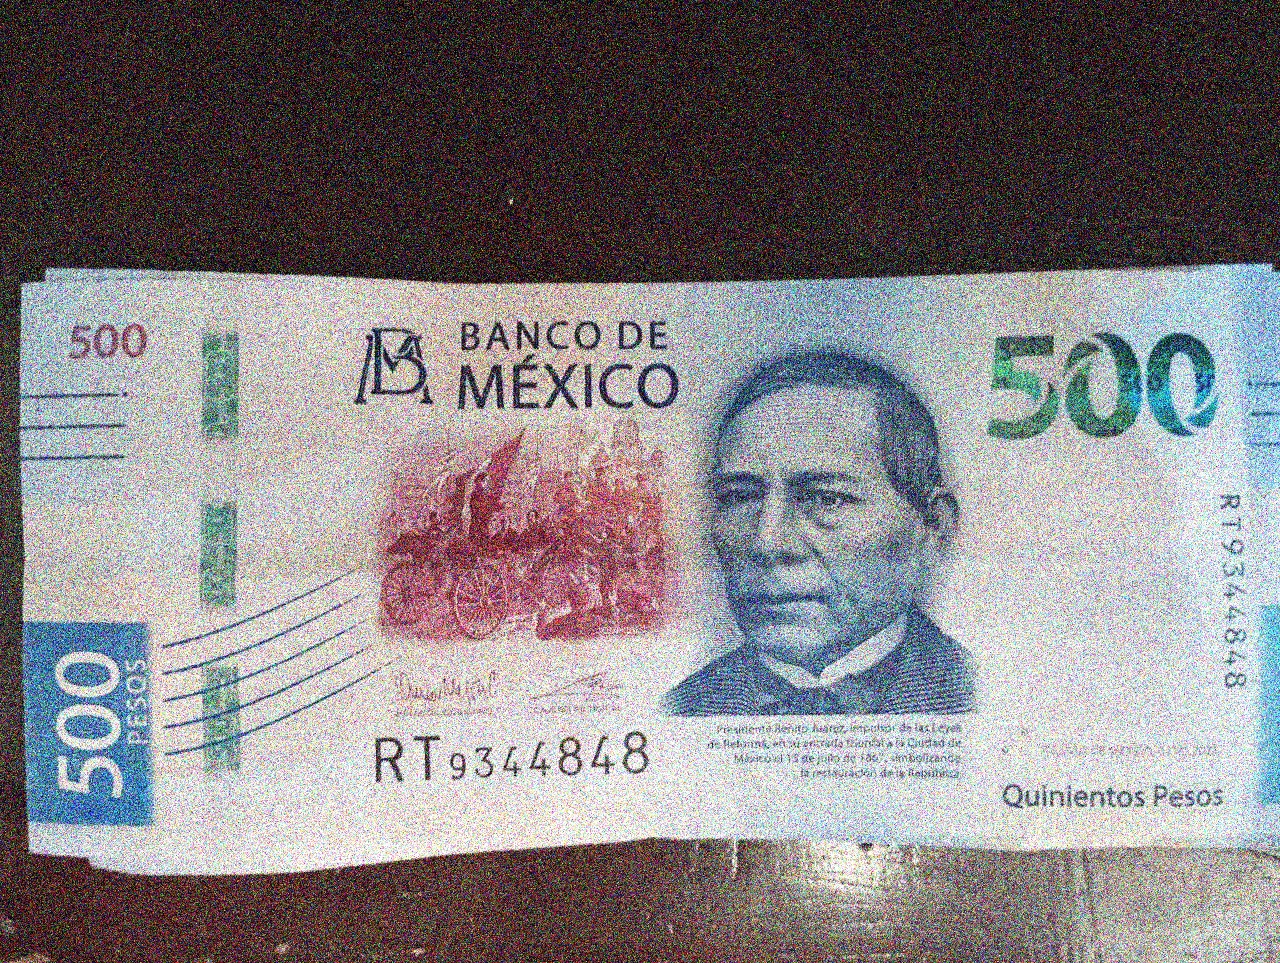 500
BANCO DE
MÉXICO
500
500
PESOS
RT9344848
RT9344848
Presidente Benito Juárez, impulsor de las Leyes
de Reforma, en su entrada triunfal a la Ciudad de
México el 15 de julio de 1867, simbolizando
la restauración de la República.
Quinientos Pesos